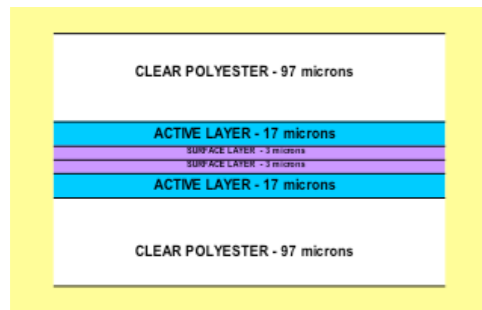 CLEAR POLYESTER - 97 microns
ACTIVE LAYER - 17 microns
SURFACE LAYER - 3 microns
SURFACE LAYER - 3 microns
ACTIVE LAYER - 17 microns
CLEAR POLYESTER - 97 microns